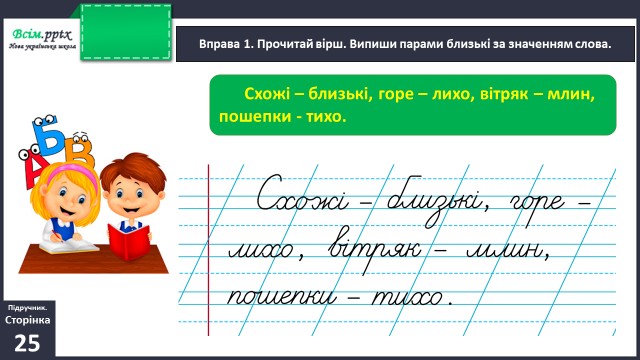 Всім.pptx
Нова українська школа
Вправа 1. Прочитай вірш. Випиши парами близькі за значенням слова.
Схожі – близькі, горе – лихо, вітряк – млин,
пошепки - тихо.
А Б В
Схожі – близькі, горе –
лихо, вітряк – млин,
пошепки – тихо.
Підручник.
Сторінка
25